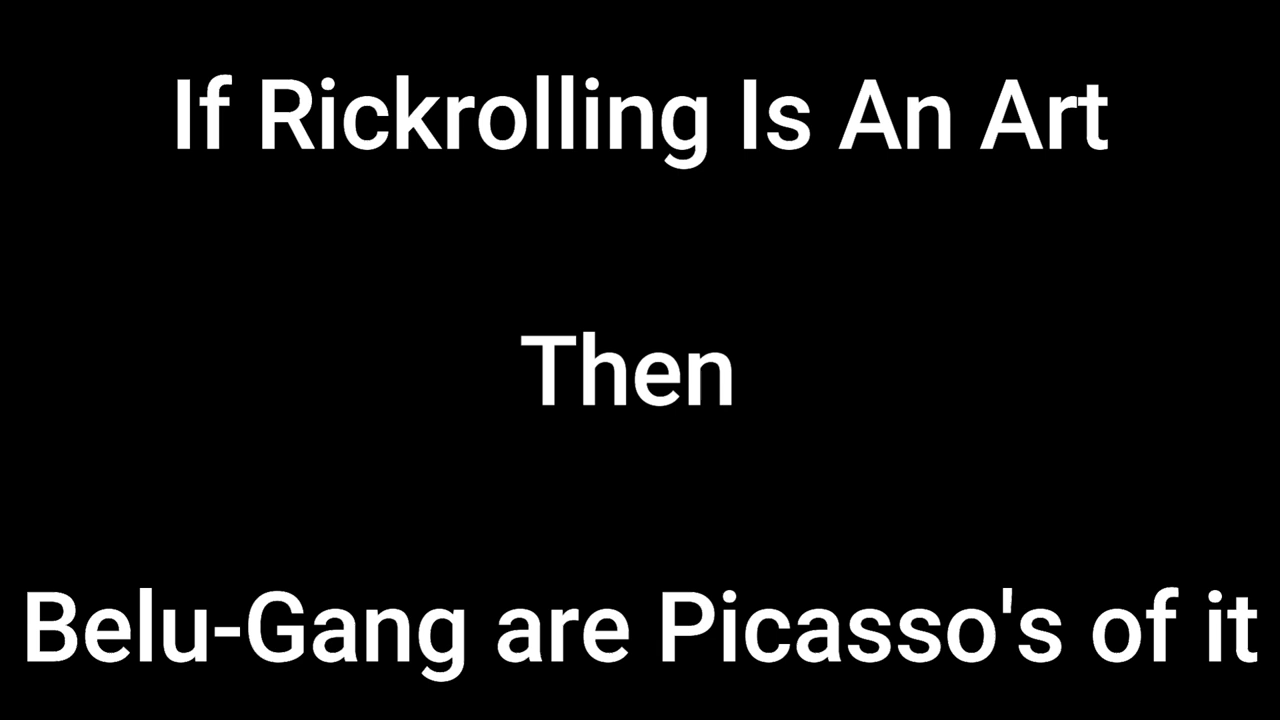 If Rickrolling Is An Art
Then
Belu-Gang are Picasso's of it